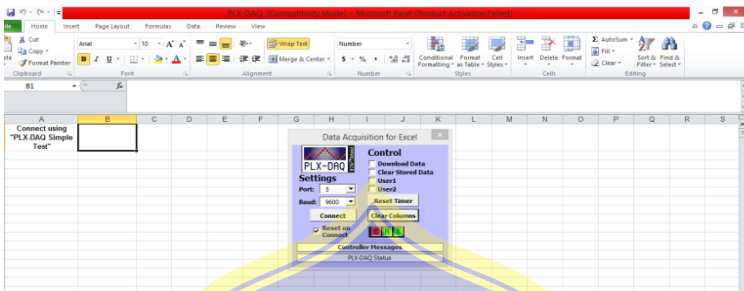 PLX-DAQ [Compatibility Mode] - Microsoft Excel (Product Activation Failed)
Home Insert Page Layout Formulas Data Review View
Cut
Copy
Format Painter
Clipboard
Arial 10
B I U
Font
Wrap Text
Merge & Center
Alignment
Number
$ % ,
Number
Conditional Formatting
Format as Table
Cell Styles
Styles
Insert Delete Format
Cells
AutoSum
Fill
Clear
Sort & Filter
Find & Select
Editing
B1 fx
A B C D E F G H I J K L M N O P Q R S
Connect using
"PLX-DAQ Simple
Test"
Data Acquisition for Excel
PLX-DAQ
Control
Download Data
Clear Stored Data
User1
User2
Settings
Port: 5
Baud: 9600
Reset Timer
Connect
Clear Columns
Reset on
Connect
Controller Messages
PLX-DAQ Status